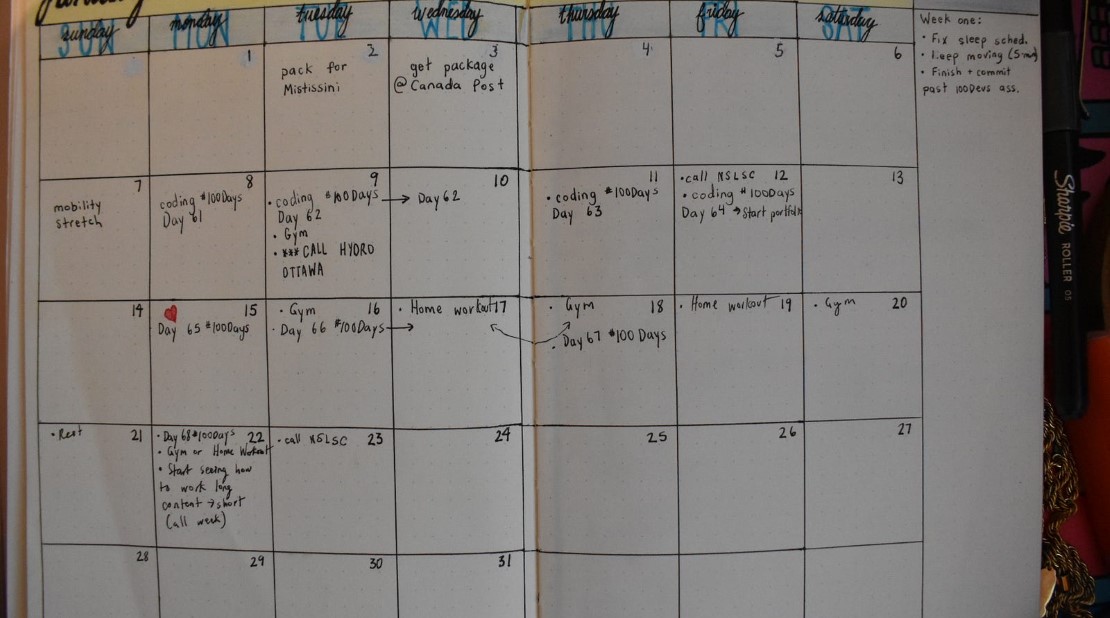 January
sunday monday tuesday wednesday thursday friday saturday
SUN MON TUE WED THU FRI SAT
Week one:
• Fix sleep sched.
• Keep moving
• Finish + commit
past 100Devs ass.
1
2
pack for
Mistissini
3
get package
@ Canada Post
4
5
6
7
mobility
stretch
8
coding #100Days
Day 61
9
• coding #100Days →
Day 62
• Gym
• *** CALL HYDRO
OTTAWA
10
Day 62
11
• coding #100Days
Day 63
• call NSLSC 12
• coding #100Days
Day 64 → Start
13
14
15
Day 65 #100Days
• Gym 16
• Day 66 #100Days →
• Home workout 17
• Gym 18
• Day 67 #100 Days
• Home workout 19
• Gym 20
• Rest 21
• Day 68 #100Days 22
• Gym or Home Workout
• Start seeing how
to work long
content → short
(all week)
• call NSLSC 23
24
25
26
27
28
29
30
31
Sharpie ROLLER